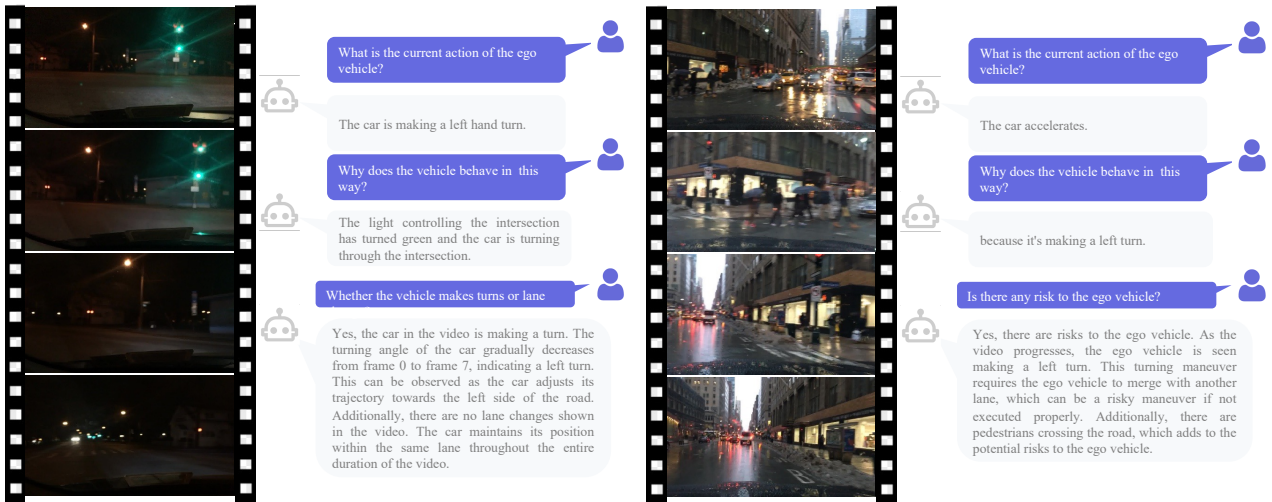 What is the current action of the ego
vehicle?
The car is making a left hand turn.
Why does the vehicle behave in this
way?
The light controlling the intersection
has turned green and the car is turning
through the intersection.
Whether the vehicle makes turns or lane
Yes, the car in the video is making a turn. The
turning angle of the car gradually decreases
from frame 0 to frame 7, indicating a left turn.
This can be observed as the car adjusts its
trajectory towards the left side of the road.
Additionally, there are no lane changes shown
in the video. The car maintains its position
within the same lane throughout the entire
duration of the video.
What is the current action of the ego
vehicle?
The car accelerates.
Why does the vehicle behave in this
way?
because it's making a left turn.
Is there any risk to the ego vehicle?
Yes, there are risks to the ego vehicle. As the
video progresses, the ego vehicle is seen
making a left turn. This turning maneuver
requires the ego vehicle to merge with another
lane, which can be a risky maneuver if not
executed properly. Additionally, there are
pedestrians crossing the road, which adds to the
potential risks to the ego vehicle.